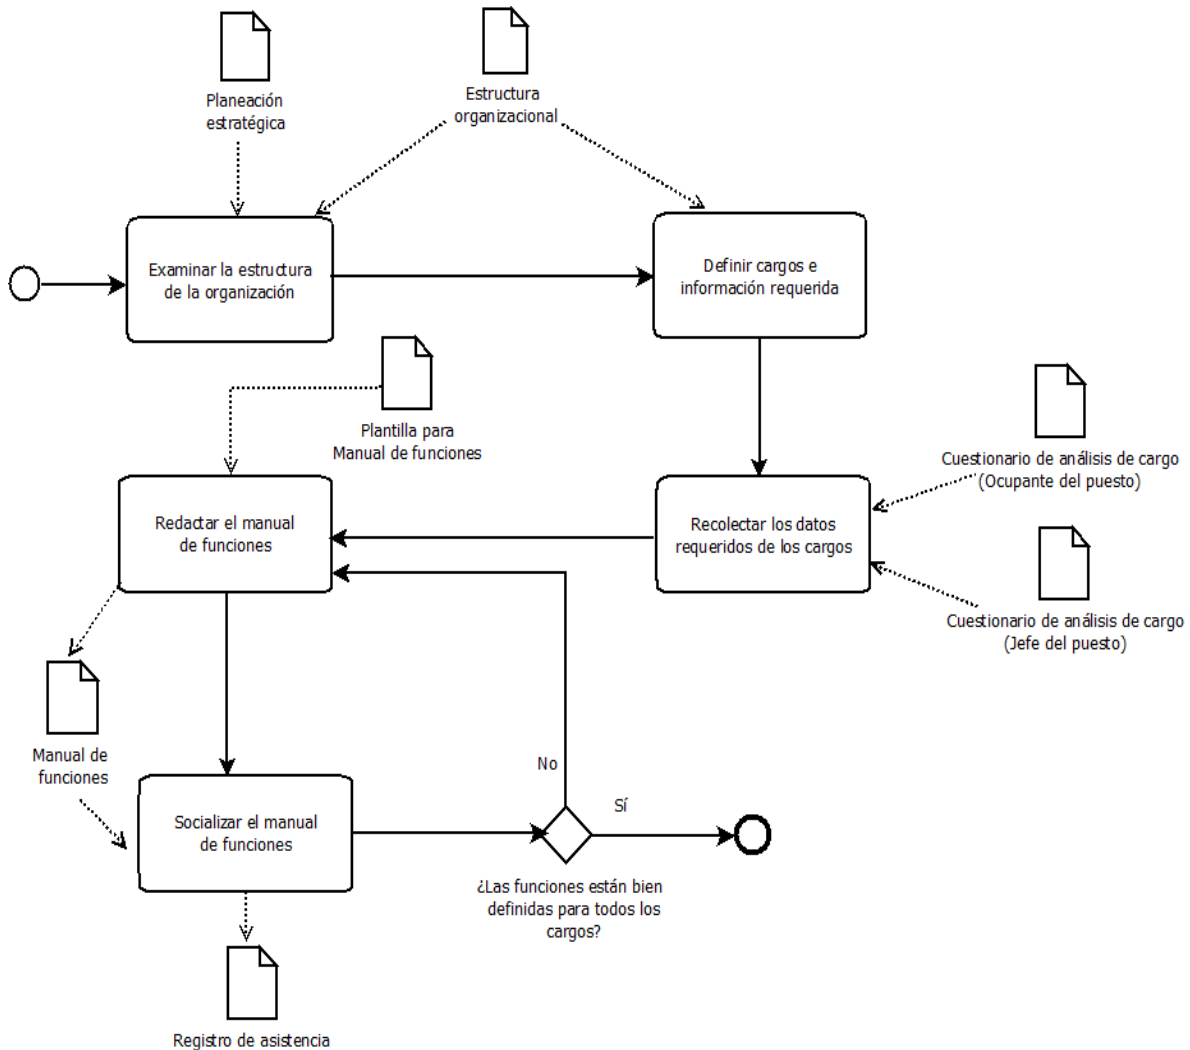 Planeación
estratégica
Estructura
organizacional
Examinar la estructura
de la organización
Definir cargos e
información requerida
Plantilla para
Manual de funciones
Cuestionario de análisis de cargo
(Ocupante del puesto)
Redactar el manual
de funciones
Recolectar los datos
requeridos de los cargos
Cuestionario de análisis de cargo
(Jefe del puesto)
Manual de
funciones
No
Sí
Socializar el manual
de funciones
¿Las funciones están bien
definidas para todos los
cargos?
Registro de asistencia